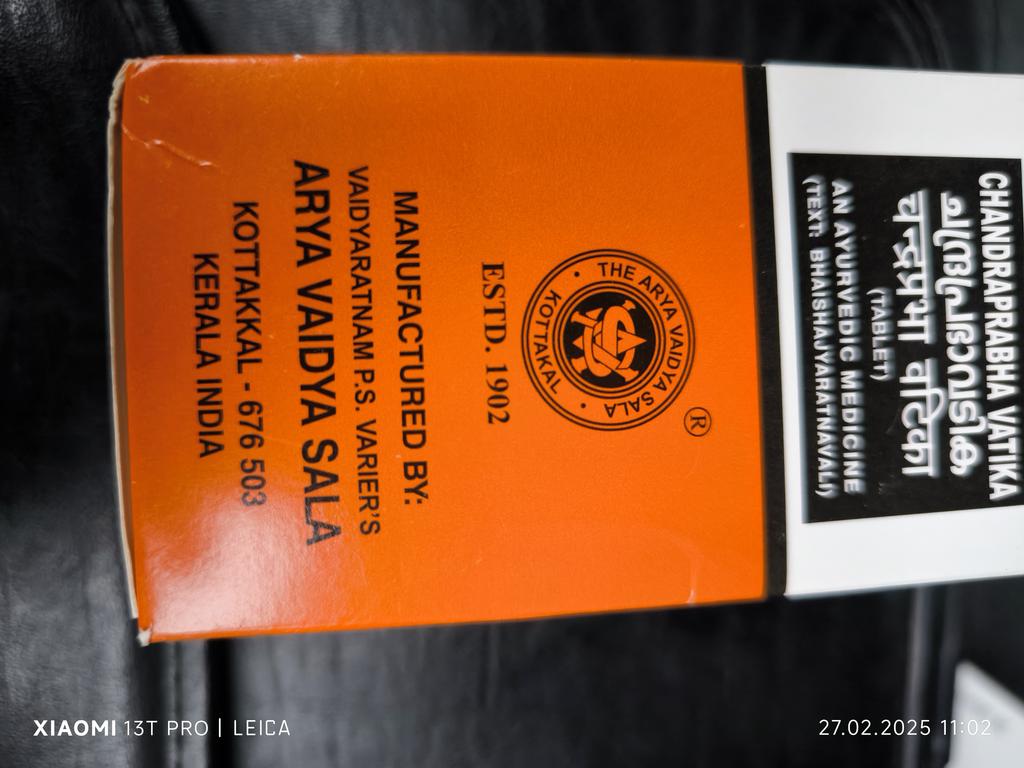 CHANDRAPRABHA VATIKA
ചന്ദ്രപ്രഭാവടിക
चन्द्रप्रभा वटिका
(TABLET)
AN AYURVEDIC MEDICINE
(TEXT: BHAISHAJYARATNAVALI)
®
THE ARYA VAIDYA SALA
• KOTTAKAL •
ESTD. 1902
MANUFACTURED BY:
VAIDYARATNAM P.S. VARIER'S
ARYA VAIDYA SALA
KOTTAKKAL - 676 503
KERALA INDIA
XIAOMI 13T PRO | LEICA
27.02.2025 11:02